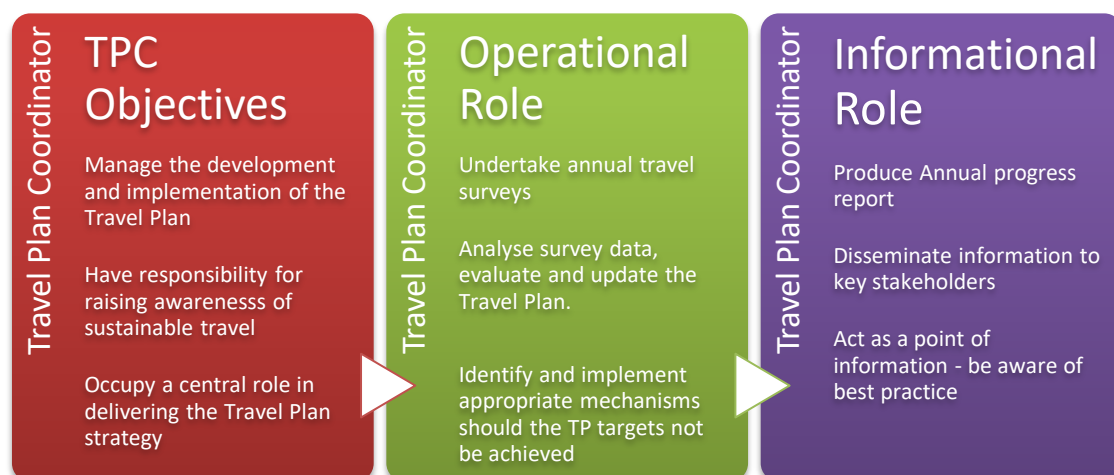 Travel Plan Coordinator
TPC
Objectives
Manage the development
and implementation of the
Travel Plan
Have responsibility for
raising awarenesss of
sustainable travel
Occupy a central role in
delivering the Travel Plan
strategy
Travel Plan Coordinator
Operational
Role
Undertake annual travel
surveys
Analyse survey data,
evaluate and update the
Travel Plan.
Identify and implement
appropriate mechanisms
should the TP targets not
be achieved
Travel Plan Coordinator
Informational
Role
Produce Annual progress
report
Disseminate information to
key stakeholders
Act as a point of
information - be aware of
best practice